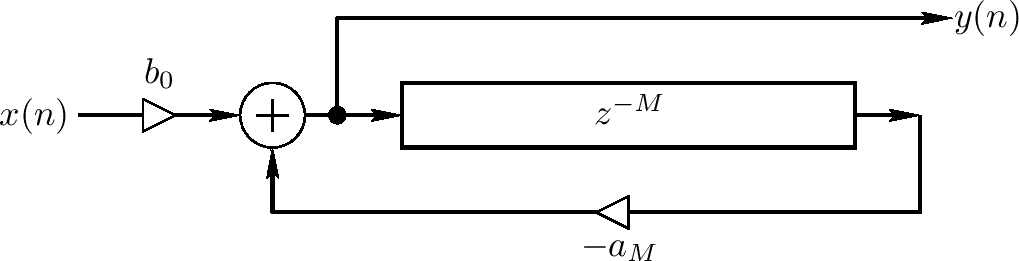 y(n)
b₀
x(n)
+
z⁻ᴹ
−a_M